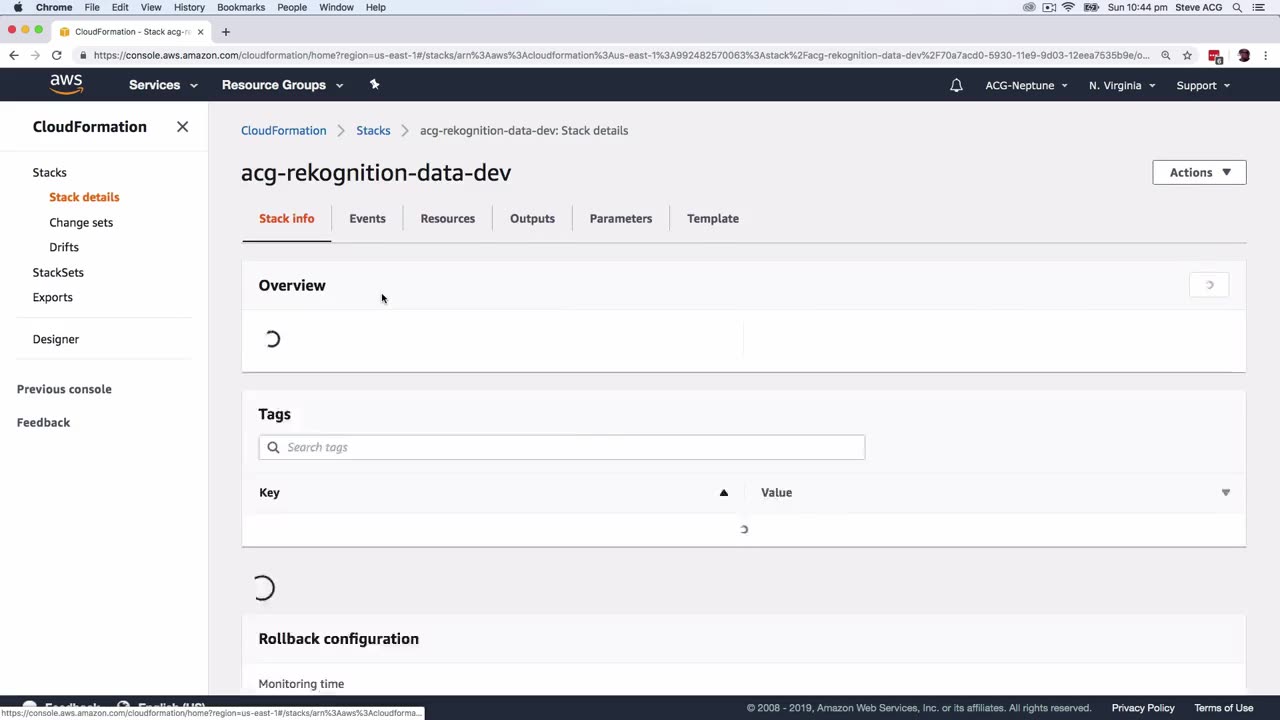 Chrome File Edit View History Bookmarks People Window Help Sun 10:44 pm Steve ACG
CloudFormation - Stack acg-r
https://console.aws.amazon.com/cloudformation/home?region=us-east-1#/stacks/arn%3Aaws%3Acloudformation%3Aus-east-1%3A992482570063%3Astack%2Facg-rekognition-data-dev%2F70a7acd0-5930-11e9-9d03-12eea7535b9e/o...
aws Services Resource Groups ACG-Neptune N. Virginia Support
CloudFormation
Stacks
Stack details
Change sets
Drifts
StackSets
Exports
Designer
Previous console
Feedback
CloudFormation Stacks acg-rekognition-data-dev: Stack details
acg-rekognition-data-dev
Actions
Stack info Events Resources Outputs Parameters Template
Overview
Tags
Search tags
Key Value
Rollback configuration
Monitoring time
Feedback English (US)
© 2008 - 2019, Amazon Web Services, Inc. or its affiliates. All rights reserved. Privacy Policy Terms of Use
https://console.aws.amazon.com/cloudformation/home?region=us-east-1#/stacks/arn%3Aaws%3Acloudforma...